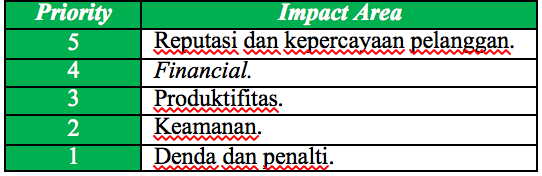 Priority Impact Area
5 Reputasi dan kepercayaan pelanggan.
4 Financial.
3 Produktifitas.
2 Keamanan.
1 Denda dan penalti.